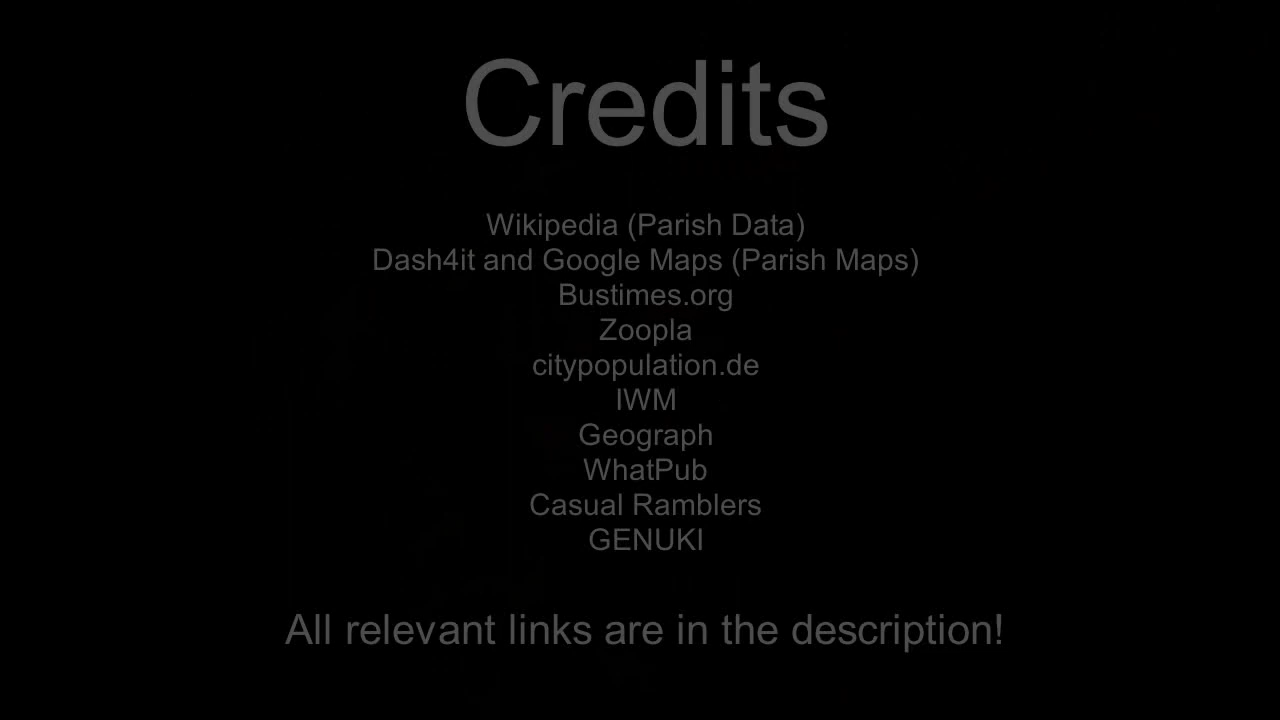 Credits
Wikipedia (Parish Data)
Dash4it and Google Maps (Parish Maps)
Bustimes.org
Zoopla
citypopulation.de
IWM
Geograph
WhatPub
Casual Ramblers
GENUKI
All relevant links are in the description!